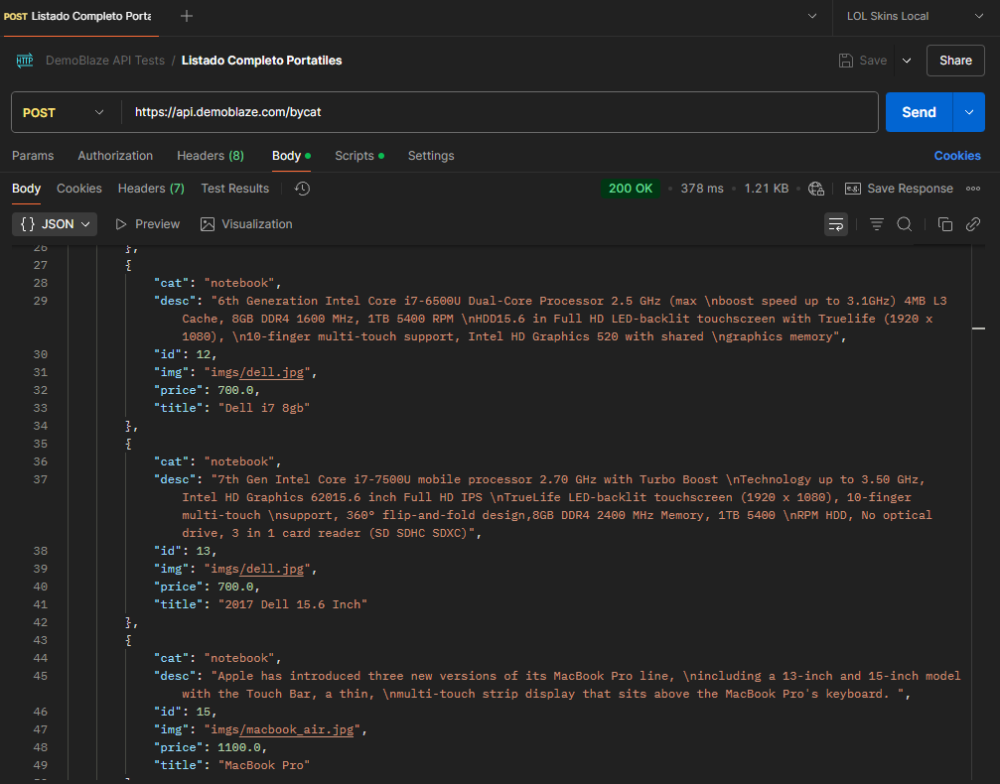 POST Listado Completo Porta
LOL Skins Local
HTTP DemoBlaze API Tests / Listado Completo Portatiles
Save
Share
POST
https://api.demoblaze.com/bycat
Send
Params Authorization Headers (8) Body Scripts Settings Cookies
Body Cookies Headers (7) Test Results
200 OK • 378 ms • 1.21 KB
e.g. Save Response
{} JSON Preview Visualization
26 },
27 {
28 "cat": "notebook",
29 "desc": "6th Generation Intel Core i7-6500U Dual-Core Processor 2.5 GHz (max \nboost speed up to 3.1GHz) 4MB L3
Cache, 8GB DDR4 1600 MHz, 1TB 5400 RPM \nHDD15.6 in Full HD LED-backlit touchscreen with Truelife (1920 x
1080), \n10-finger multi-touch support, Intel HD Graphics 520 with shared \ngraphics memory",
30 "id": 12,
31 "img": "imgs/dell.jpg",
32 "price": 700.0,
33 "title": "Dell i7 8gb"
34 },
35 {
36 "cat": "notebook",
37 "desc": "7th Gen Intel Core i7-7500U mobile processor 2.70 GHz with Turbo Boost \nTechnology up to 3.50 GHz,
Intel HD Graphics 62015.6 inch Full HD IPS \nTrueLife LED-backlit touchscreen (1920 x 1080), 10-finger
multi-touch \nsupport, 360° flip-and-fold design,8GB DDR4 2400 MHz Memory, 1TB 5400 \nRPM HDD, No optical
drive, 3 in 1 card reader (SD SDHC SDXC)",
38 "id": 13,
39 "img": "imgs/dell.jpg",
40 "price": 700.0,
41 "title": "2017 Dell 15.6 Inch"
42 },
43 {
44 "cat": "notebook",
45 "desc": "Apple has introduced three new versions of its MacBook Pro line, \nincluding a 13-inch and 15-inch model
with the Touch Bar, a thin, \nmulti-touch strip display that sits above the MacBook Pro's keyboard. ",
46 "id": 15,
47 "img": "imgs/macbook_air.jpg",
48 "price": 1100.0,
49 "title": "MacBook Pro"